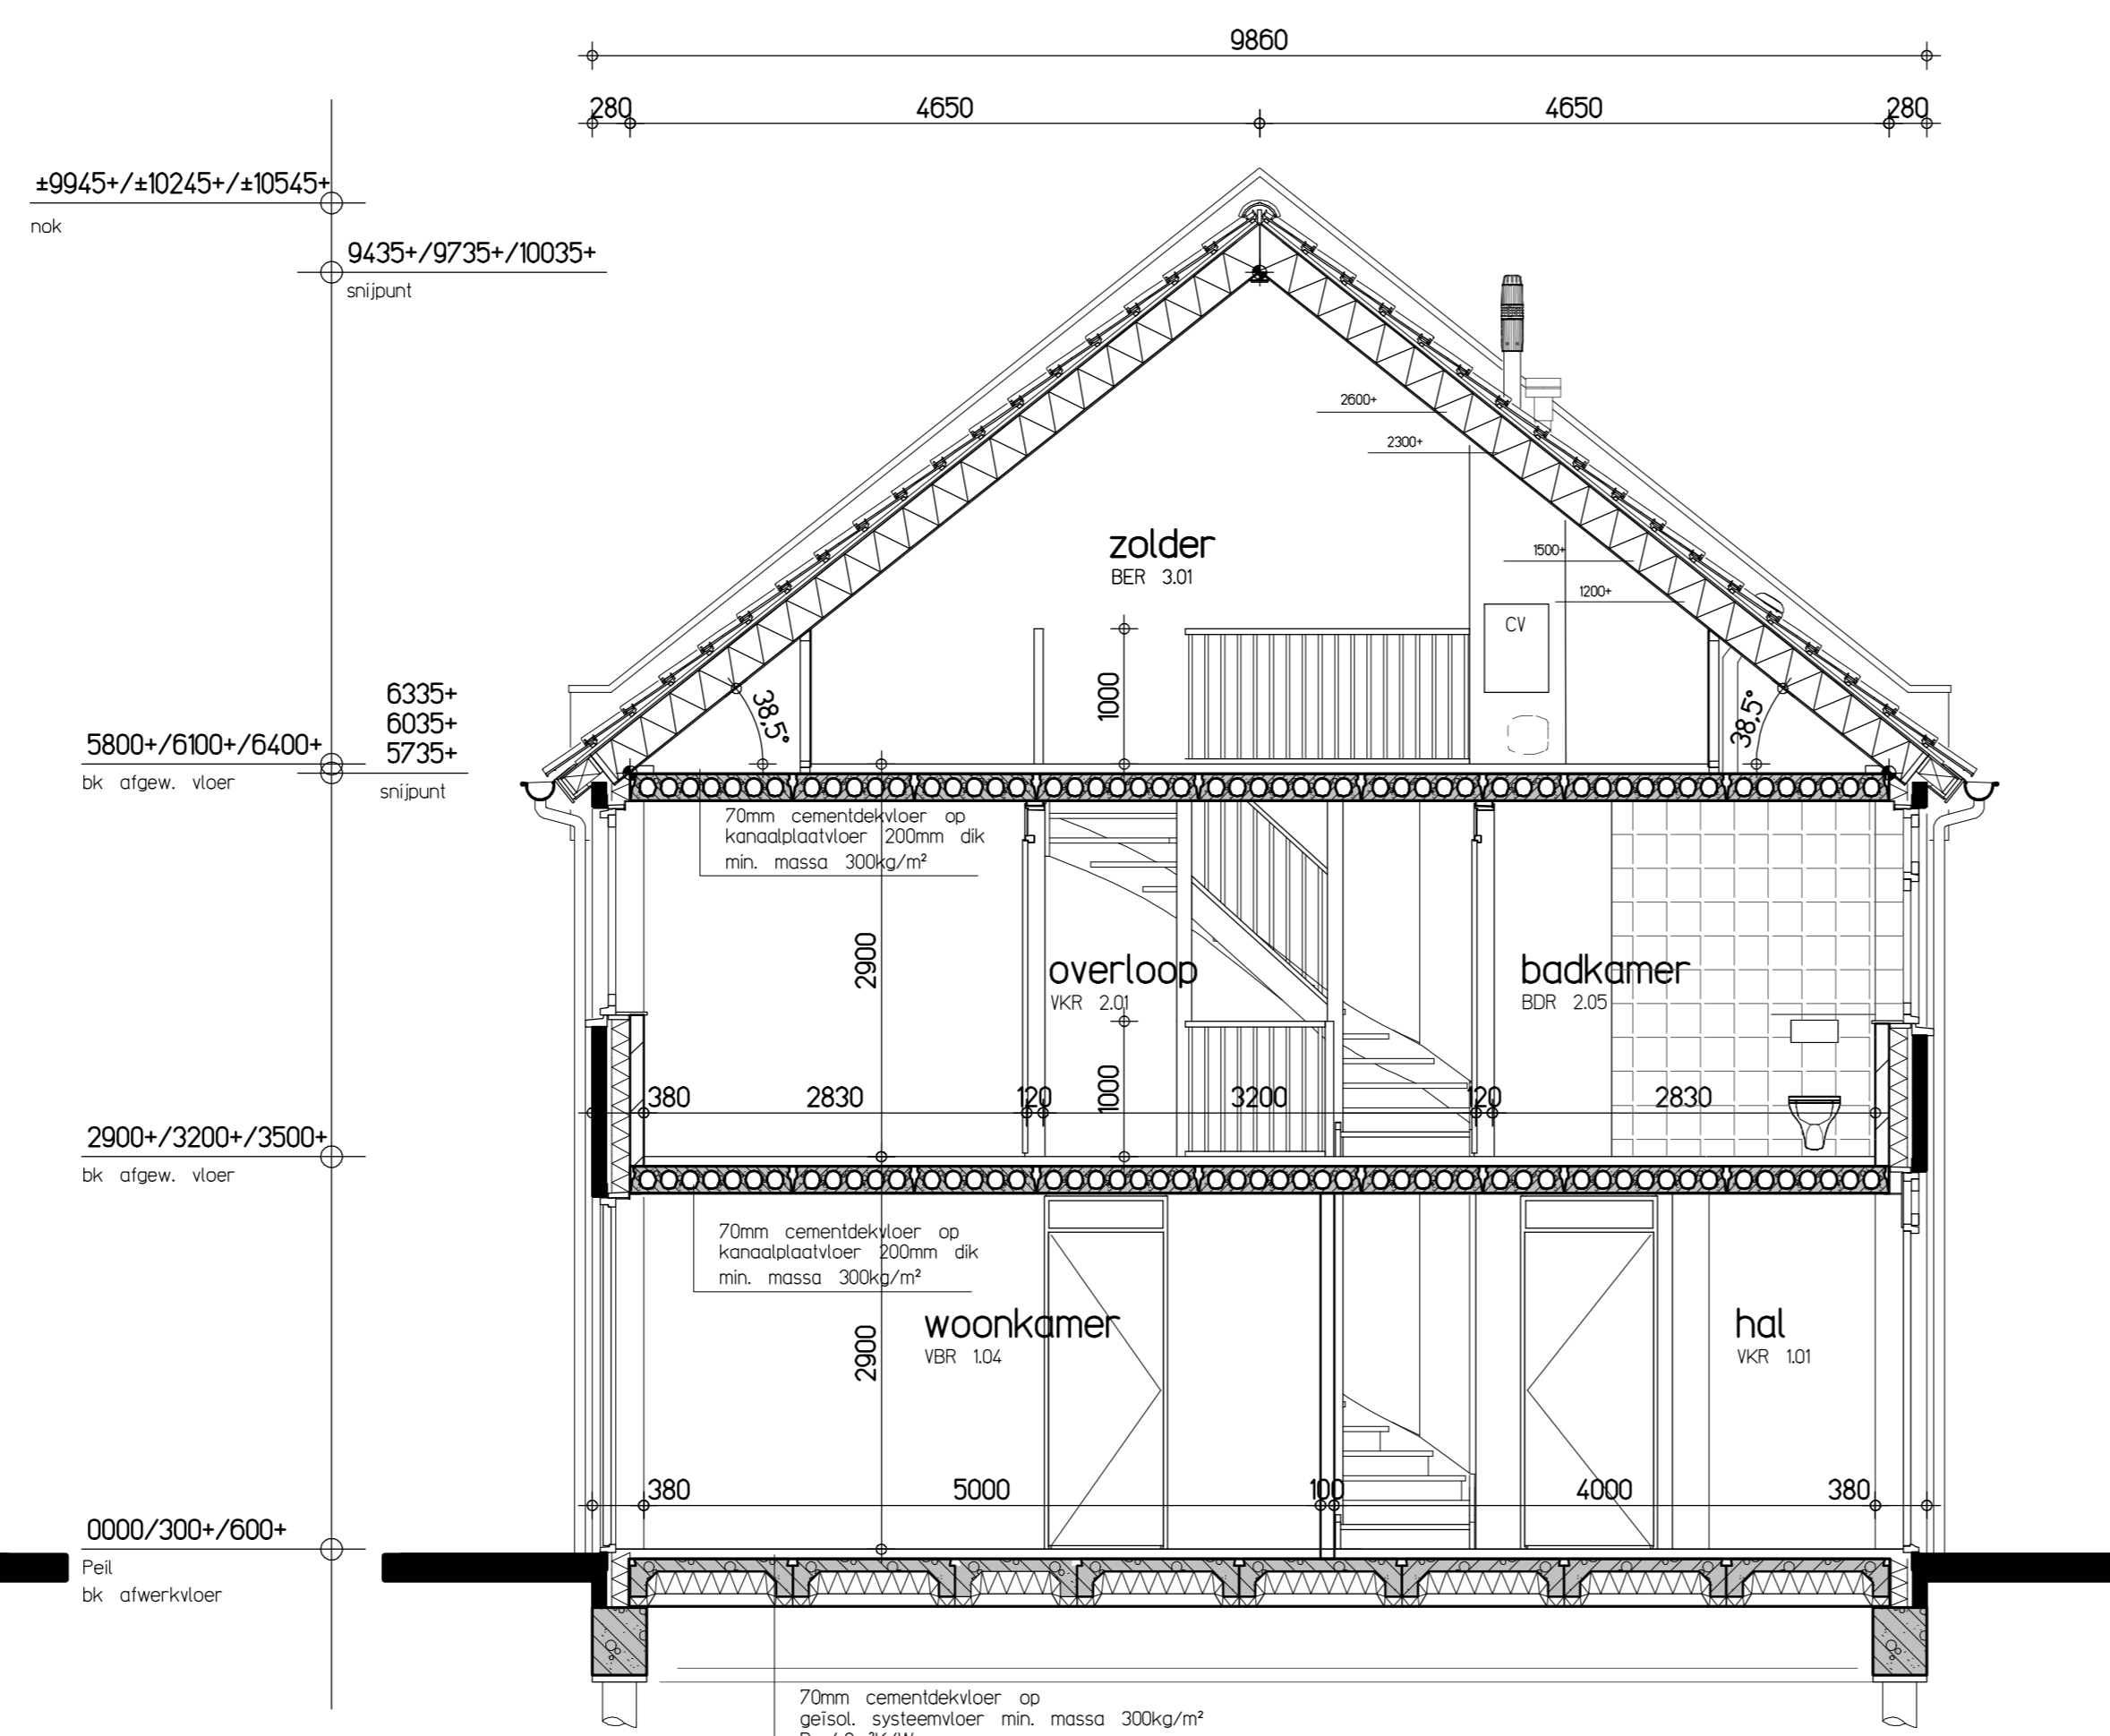 9860
280 4650 4650 280
±9945+/±10245+/±10545+
nok
9435+/9735+/10035+
snijpunt
2600+
2300+
zolder
BER 3.01
1500+
1200+
CV
1000
38,5°
38,5°
6335+
6035+
5735+
snijpunt
5800+/6100+/6400+
bk afgew. vloer
70mm cementdekvloer op
kanaalplaatvloer 200mm dik
min. massa 300kg/m²
2900
overloop
VKR 2.01
badkamer
BDR 2.05
1000
380 2830 120 3200 120 2830
2900+/3200+/3500+
bk afgew. vloer
70mm cementdekvloer op
kanaalplaatvloer 200mm dik
min. massa 300kg/m²
woonkamer
VBR 1.04
hal
VKR 1.01
2900
380 5000 100 4000 380
0000/300+/600+
Peil
bk afwerkvloer
70mm cementdekvloer op
geïsol. systeemvloer min. massa 300kg/m²